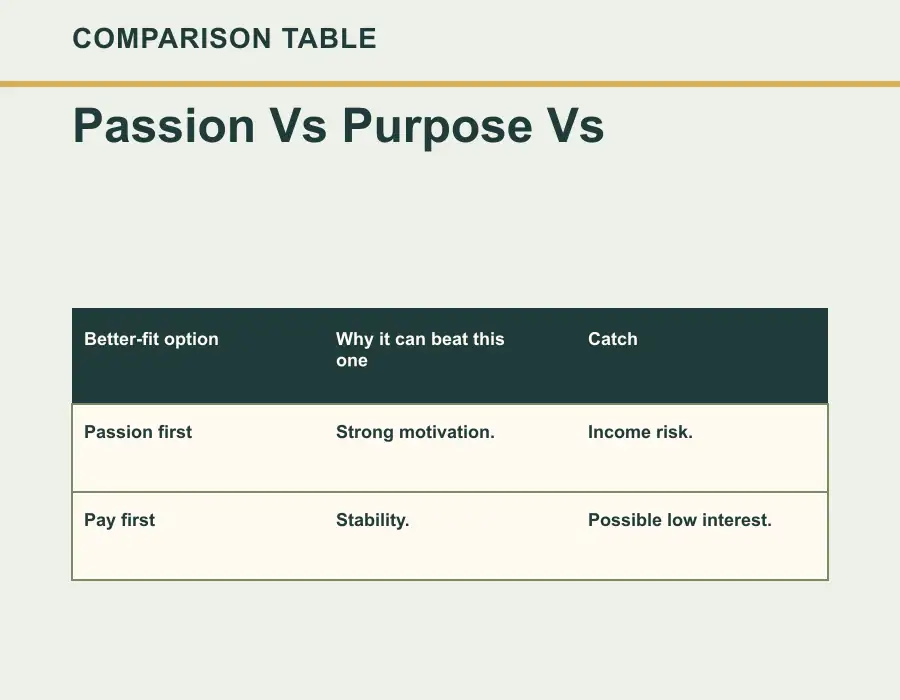 COMPARISON TABLE
Passion Vs Purpose Vs
Better-fit option
Why it can beat this
one
Catch
Passion first
Strong motivation.
Income risk.
Pay first
Stability.
Possible low interest.